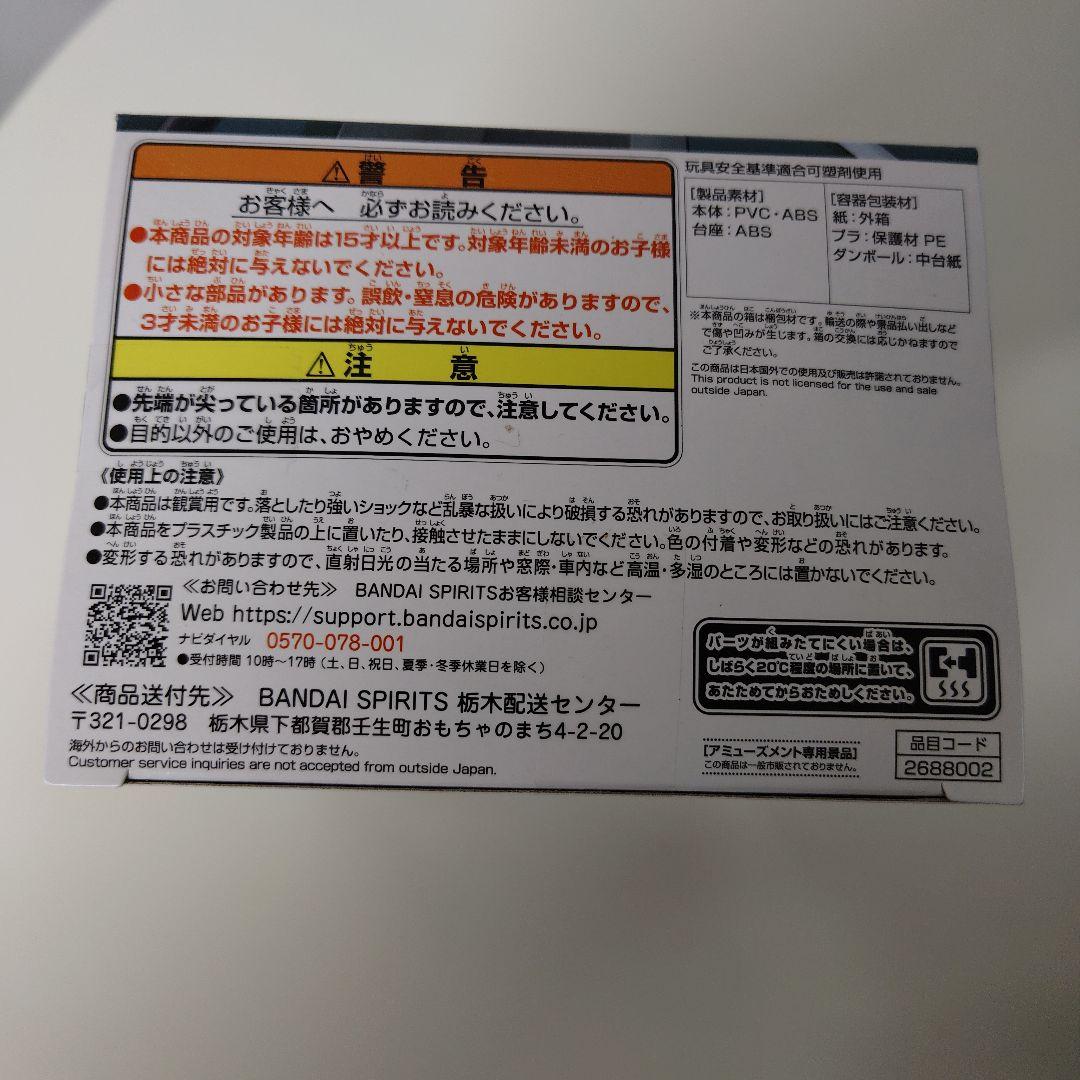 ⚠警告
お客様へ 必ずお読みください。
●本商品の対象年齢は15才以上です。対象年齢未満のお子様
には絶対に与えないでください。
●小さな部品があります。誤飲・窒息の危険がありますので、
3才未満のお子様には絶対に与えないでください。
⚠注意
●先端が尖っている箇所がありますので、注意してください。
●目的以外のご使用は、おやめください。
玩具安全基準適合可塑剤使用
[製品素材]
本体：PVC・ABS
台座：ABS
[容器包装材]
紙：外箱
プラ：保護材 PE
ダンボール：中台紙
※本商品の箱は梱包材です。輸送の際や景品払い出しなど
で傷や凹みが生じます。箱の交換には応じかねますので
ご了承ください。
この商品は日本国外での使用及び販売は許諾されておりません。
This product is not licensed for the use and sale
outside Japan.
《使用上の注意》
●本商品は観賞用です。落としたり強いショックなど乱暴な扱いにより破損する恐れがありますので、お取り扱いにはご注意ください。
●本商品をプラスチック製品の上に置いたり、接触させたままにしないでください。色の付着や変形などの恐れがあります。
●変形する恐れがありますので、直射日光の当たる場所や窓際・車内など高温・多湿のところには置かないでください。
≪お問い合わせ先≫ BANDAI SPIRITSお客様相談センター
Web https://support.bandaispirits.co.jp
ナビダイヤル 0570-078-001
●受付時間 10時〜17時（土、日、祝日、夏季・冬季休業日を除く）
≪商品送付先≫ BANDAI SPIRITS 栃木配送センター
〒321-0298 栃木県下都賀郡壬生町おもちゃのまち4-2-20
海外からのお問い合わせは受け付けておりません。
Customer service inquiries are not accepted from outside Japan.
パーツが組みたてにくい場合は、
しばらく20℃程度の場所に置いて、
あたためてからおためしください。
[アミューズメント専用景品]
この商品は一般市販されておりません。
品目コード
2688002